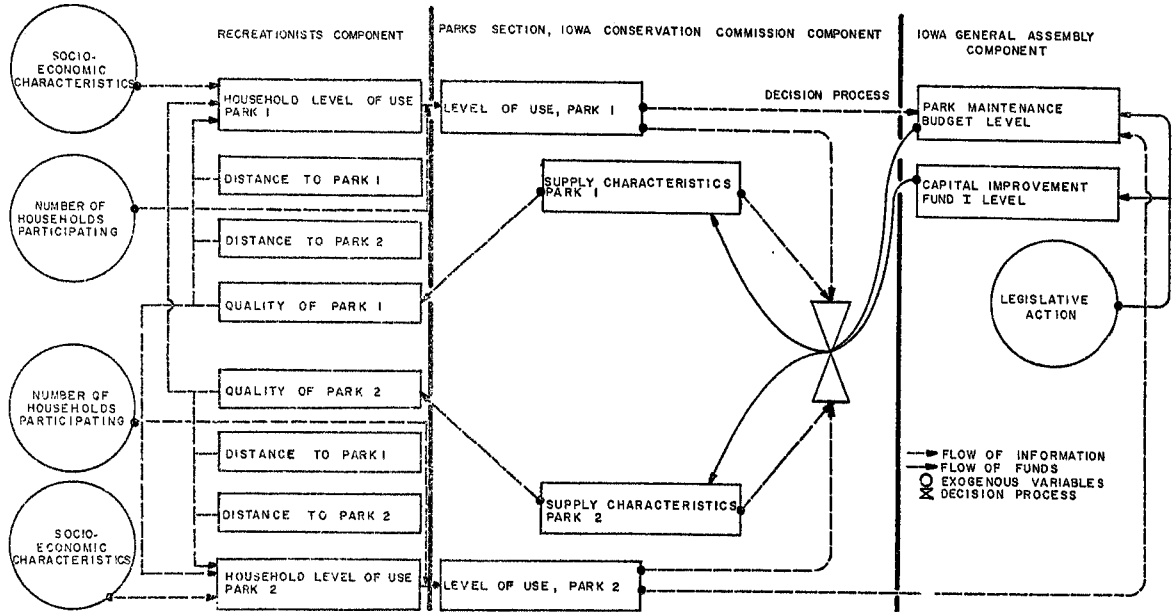 RECREATIONISTS COMPONENT
PARKS SECTION, IOWA CONSERVATION COMMISSION COMPONENT
IOWA GENERAL ASSEMBLY
COMPONENT
SOCIO-
ECONOMIC
CHARACTERISTICS
NUMBER OF
HOUSEHOLDS
PARTICIPATING
NUMBER OF
HOUSEHOLDS
PARTICIPATING
SOCIO-
ECONOMIC
CHARACTERISTICS
HOUSEHOLD LEVEL OF USE
PARK 1
DISTANCE TO PARK 1
DISTANCE TO PARK 2
QUALITY OF PARK 1
QUALITY OF PARK 2
DISTANCE TO PARK 1
DISTANCE TO PARK 2
HOUSEHOLD LEVEL OF USE
PARK 2
LEVEL OF USE, PARK 1
SUPPLY CHARACTERISTICS
PARK 1
SUPPLY CHARACTERISTICS
PARK 2
LEVEL OF USE, PARK 2
DECISION PROCESS
PARK MAINTENANCE
BUDGET LEVEL
CAPITAL IMPROVEMENT
FUND I LEVEL
LEGISLATIVE
ACTION
FLOW OF INFORMATION
FLOW OF FUNDS
EXOGENOUS VARIABLES
DECISION PROCESS